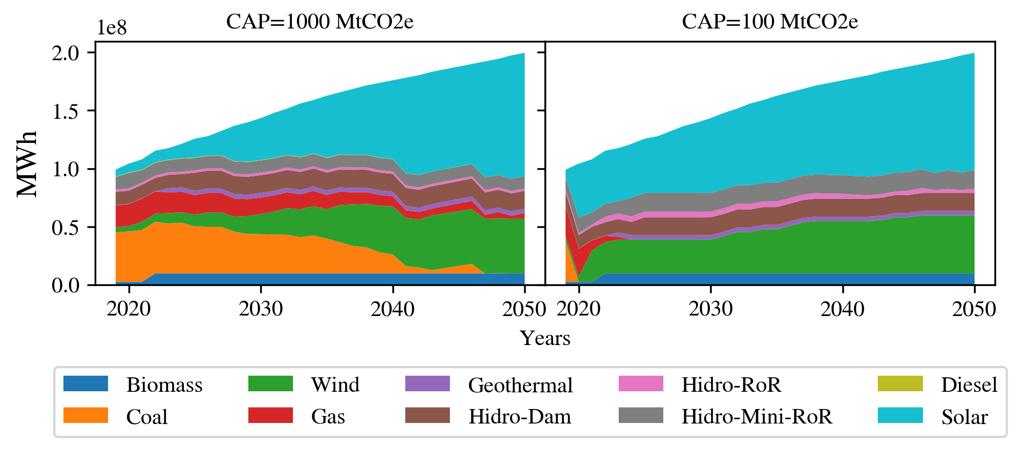 CAP=1000 MtCO2e CAP=100 MtCO2e
1e8
2.0
1.5
1.0
0.5
0.0
MWh
2020 2030 2040 2050 2020 2030 2040 2050
Years
Biomass Wind Geothermal Hidro-RoR Diesel
Coal Gas Hidro-Dam Hidro-Mini-RoR Solar